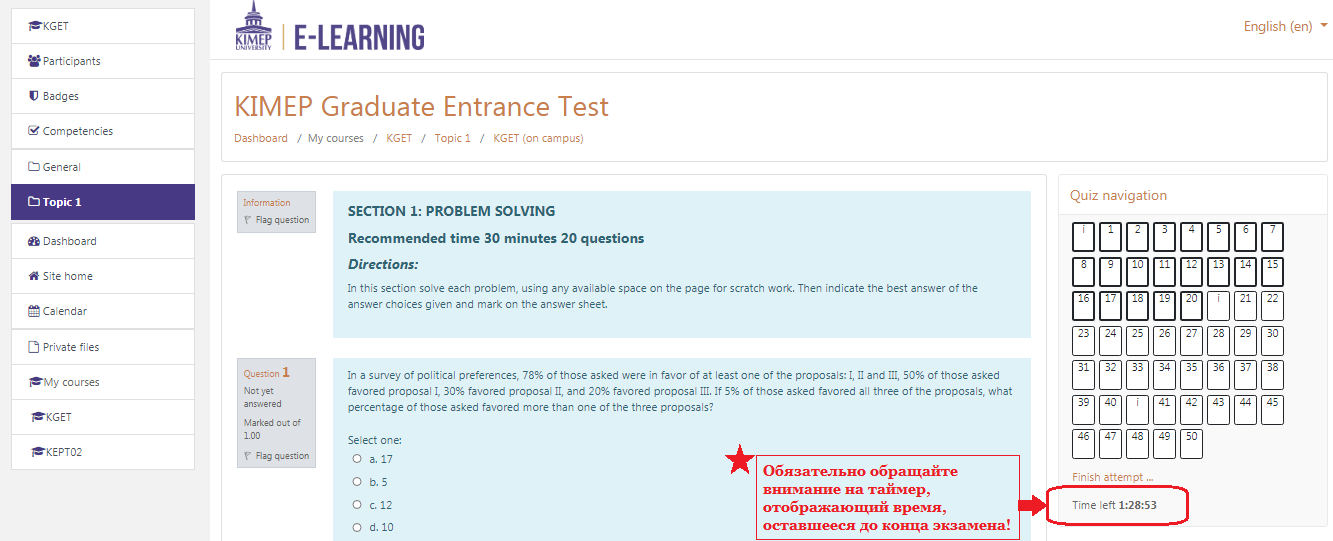 KGET
Participants
Badges
Competencies
General
Topic 1
Dashboard
Site home
Calendar
Private files
My courses
KGET
KEPT02
KIMEP
UNIVERSITY
E-LEARNING
English (en)
KIMEP Graduate Entrance Test
Dashboard / My courses / KGET / Topic 1 / KGET (on campus)
Information
Flag question
SECTION 1: PROBLEM SOLVING
Recommended time 30 minutes 20 questions
Directions:
In this section solve each problem, using any available space on the page for scratch work. Then indicate the best answer of the
answer choices given and mark on the answer sheet.
Question 1
Not yet
answered
Marked out of
1.00
Flag question
In a survey of political preferences, 78% of those asked were in favor of at least one of the proposals: I, II and III, 50% of those asked
favored proposal I, 30% favored proposal II, and 20% favored proposal III. If 5% of those asked favored all three of the proposals, what
percentage of those asked favored more than one of the three proposals?
Select one:
a. 17
b. 5
c. 12
d. 10
Обязательно обращайте
внимание на таймер,
отображающий время,
оставшееся до конца экзамена!
Quiz navigation
i 1 2 3 4 5 6 7
8 9 10 11 12 13 14 15
16 17 18 19 20 i 21 22
23 24 25 26 27 28 29 30
31 32 33 34 35 36 37 38
39 40 i 41 42 43 44 45
46 47 48 49 50
Finish attempt ...
Time left 1:28:53